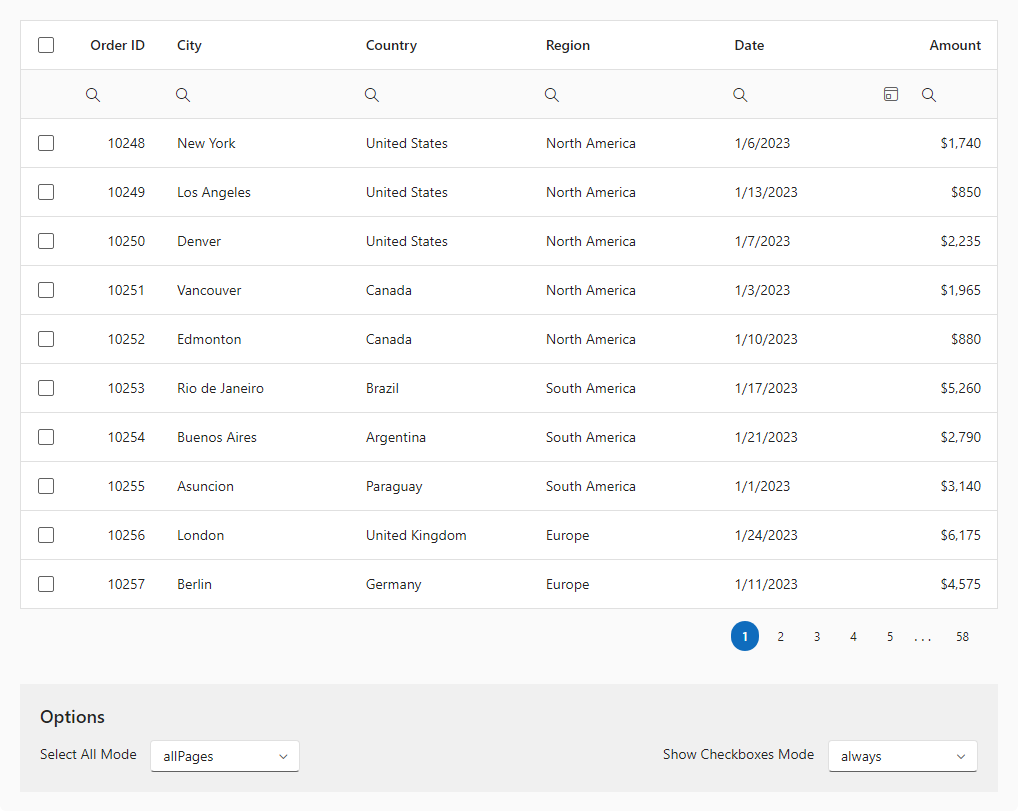 Order ID City Country Region Date Amount
10248 New York United States North America 1/6/2023 $1,740
10249 Los Angeles United States North America 1/13/2023 $850
10250 Denver United States North America 1/7/2023 $2,235
10251 Vancouver Canada North America 1/3/2023 $1,965
10252 Edmonton Canada North America 1/10/2023 $880
10253 Rio de Janeiro Brazil South America 1/17/2023 $5,260
10254 Buenos Aires Argentina South America 1/21/2023 $2,790
10255 Asuncion Paraguay South America 1/1/2023 $3,140
10256 London United Kingdom Europe 1/24/2023 $6,175
10257 Berlin Germany Europe 1/11/2023 $4,575
1 2 3 4 5 ... 58
Options
Select All Mode allPages Show Checkboxes Mode always